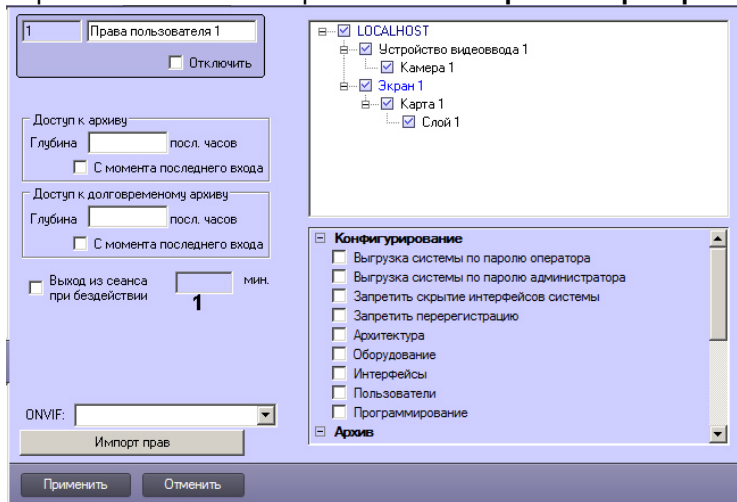 1 Права пользователя 1
Отключить
Доступ к архиву
Глубина посл. часов
С момента последнего входа
Доступ к долговременому архиву
Глубина посл. часов
С момента последнего входа
Выход из сеанса
при бездействии
мин.
1
ONVIF:
Импорт прав
LOCALHOST
Устройство видеоввода 1
Камера 1
Экран 1
Карта 1
Слой 1
Конфигурирование
Выгрузка системы по паролю оператора
Выгрузка системы по паролю администратора
Запретить скрытие интерфейсов системы
Запретить перерегистрацию
Архитектура
Оборудование
Интерфейсы
Пользователи
Программирование
Архив
Применить Отменить